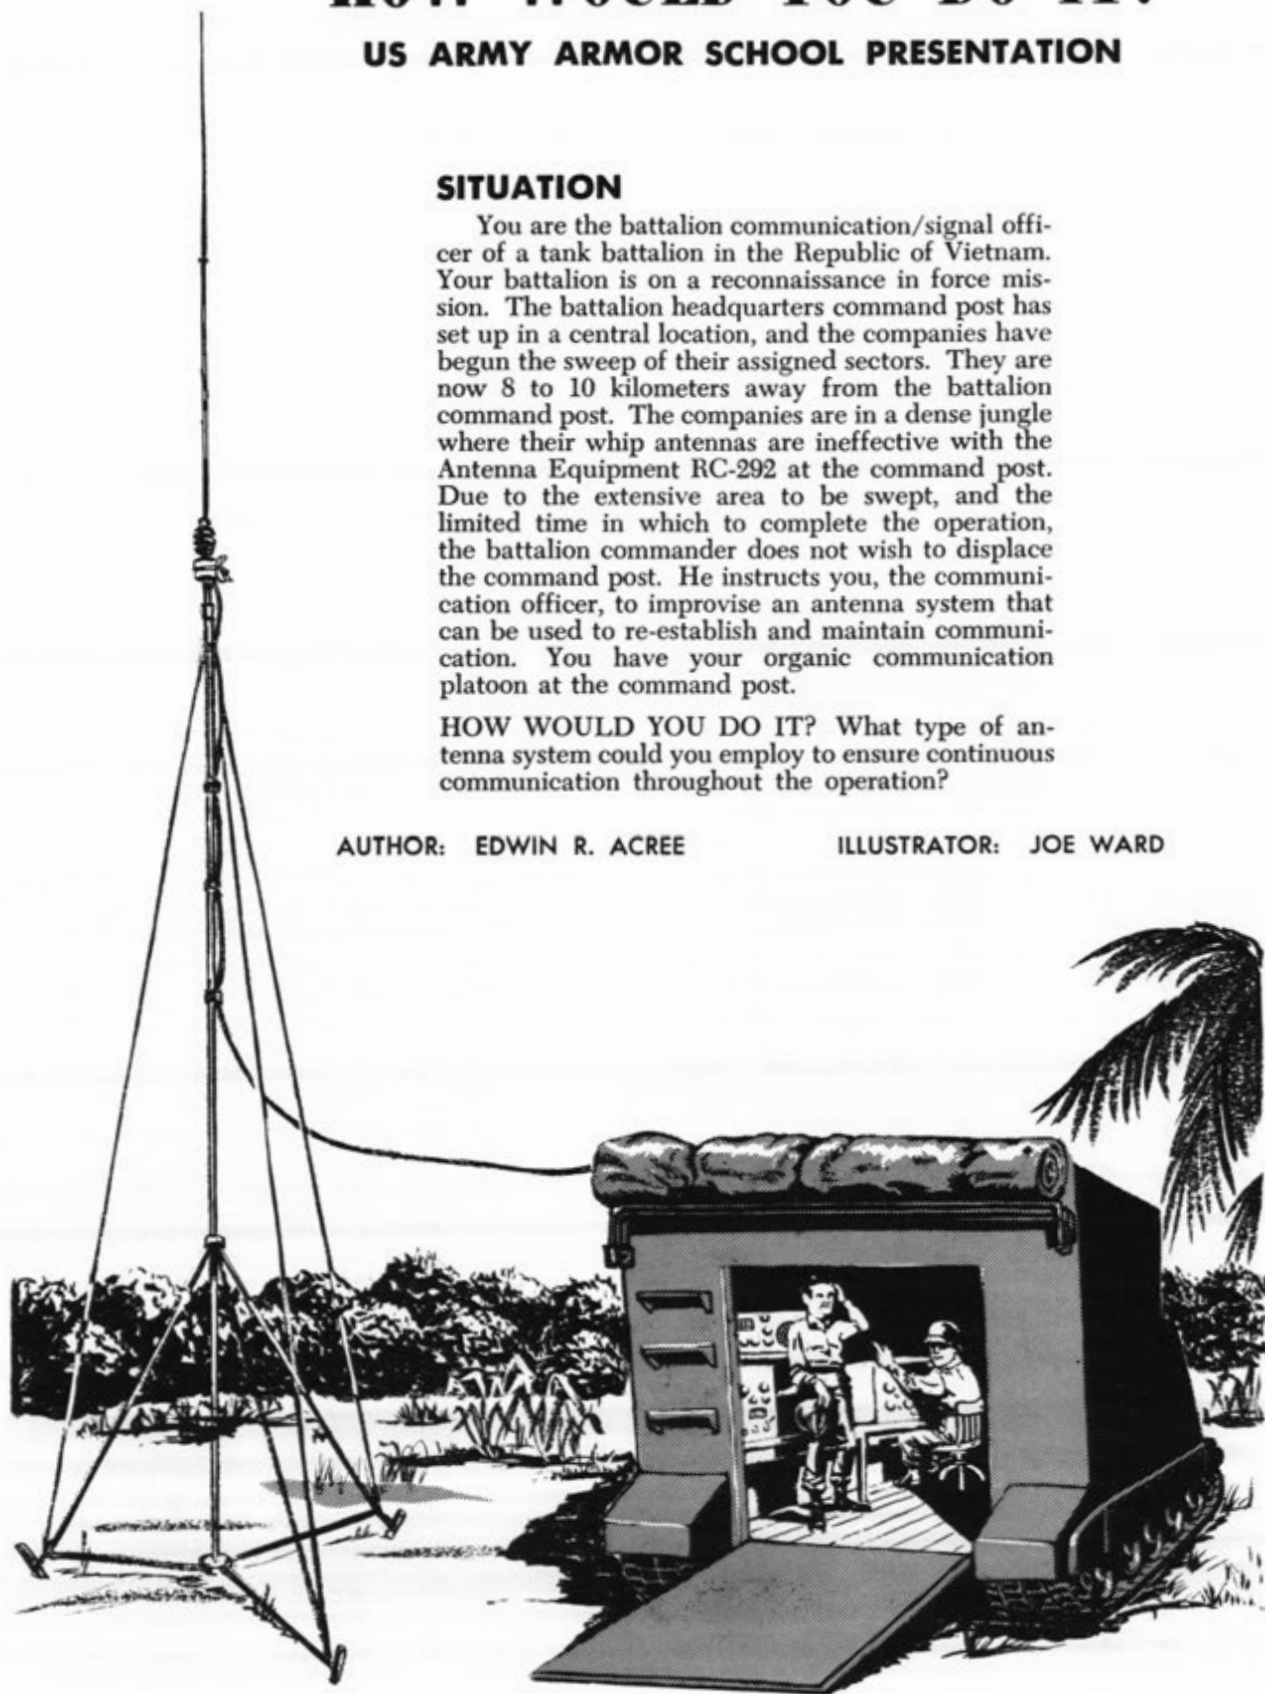 HOW WOULD YOU DO IT?
US ARMY ARMOR SCHOOL PRESENTATION
SITUATION
You are the battalion communication/signal offi-
cer of a tank battalion in the Republic of Vietnam.
Your battalion is on a reconnaissance in force mis-
sion. The battalion headquarters command post has
set up in a central location, and the companies have
begun the sweep of their assigned sectors. They are
now 8 to 10 kilometers away from the battalion
command post. The companies are in a dense jungle
where their whip antennas are ineffective with the
Antenna Equipment RC-292 at the command post.
Due to the extensive area to be swept, and the
limited time in which to complete the operation,
the battalion commander does not wish to displace
the command post. He instructs you, the communi-
cation officer, to improvise an antenna system that
can be used to re-establish and maintain communi-
cation. You have your organic communication
platoon at the command post.
HOW WOULD YOU DO IT? What type of an-
tenna system could you employ to ensure continuous
communication throughout the operation?
AUTHOR: EDWIN R. ACREE ILLUSTRATOR: JOE WARD